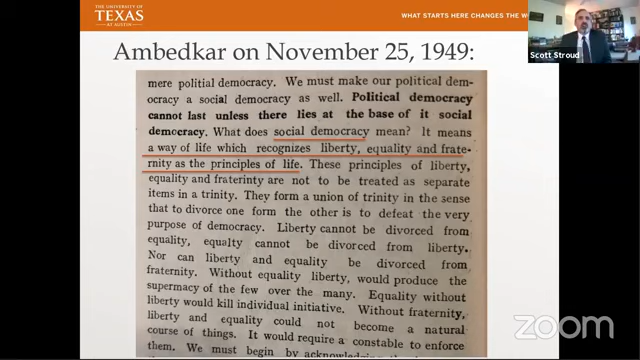 THE UNIVERSITY OF
TEXAS
AT AUSTIN
WHAT STARTS HERE CHANGES THE W
Scott Stroud
Ambedkar on November 25, 1949:
mere politial democracy. We must make our political dem-
ocracy a social democracy as well. Political democracy
cannot last unless there lies at the base of it social
democracy. What does social democracy mean? It means
a way of life which recognizes liberty, equality and frate-
rnity as the principles of life. These principles of liberty,
equality and fraterinty are not to be treated as separate
items in a trinity. They form a union of trinity in the sense
that to divorce one form the other is to defeat the very
purpose of democracy. Liberty cannot be divorced from
equality, equalty cannot be divorced from liberty.
Nor can liberty and equality be divorced from
fraternity. Without equality liberty, would produce the
supermacy of the few over the many. Equality without
liberty would kill individual initiative. Without fraternity,
liberty and equality could not become a natural
course of things. It would require a constable to enforce
them. We must begin by
zoom